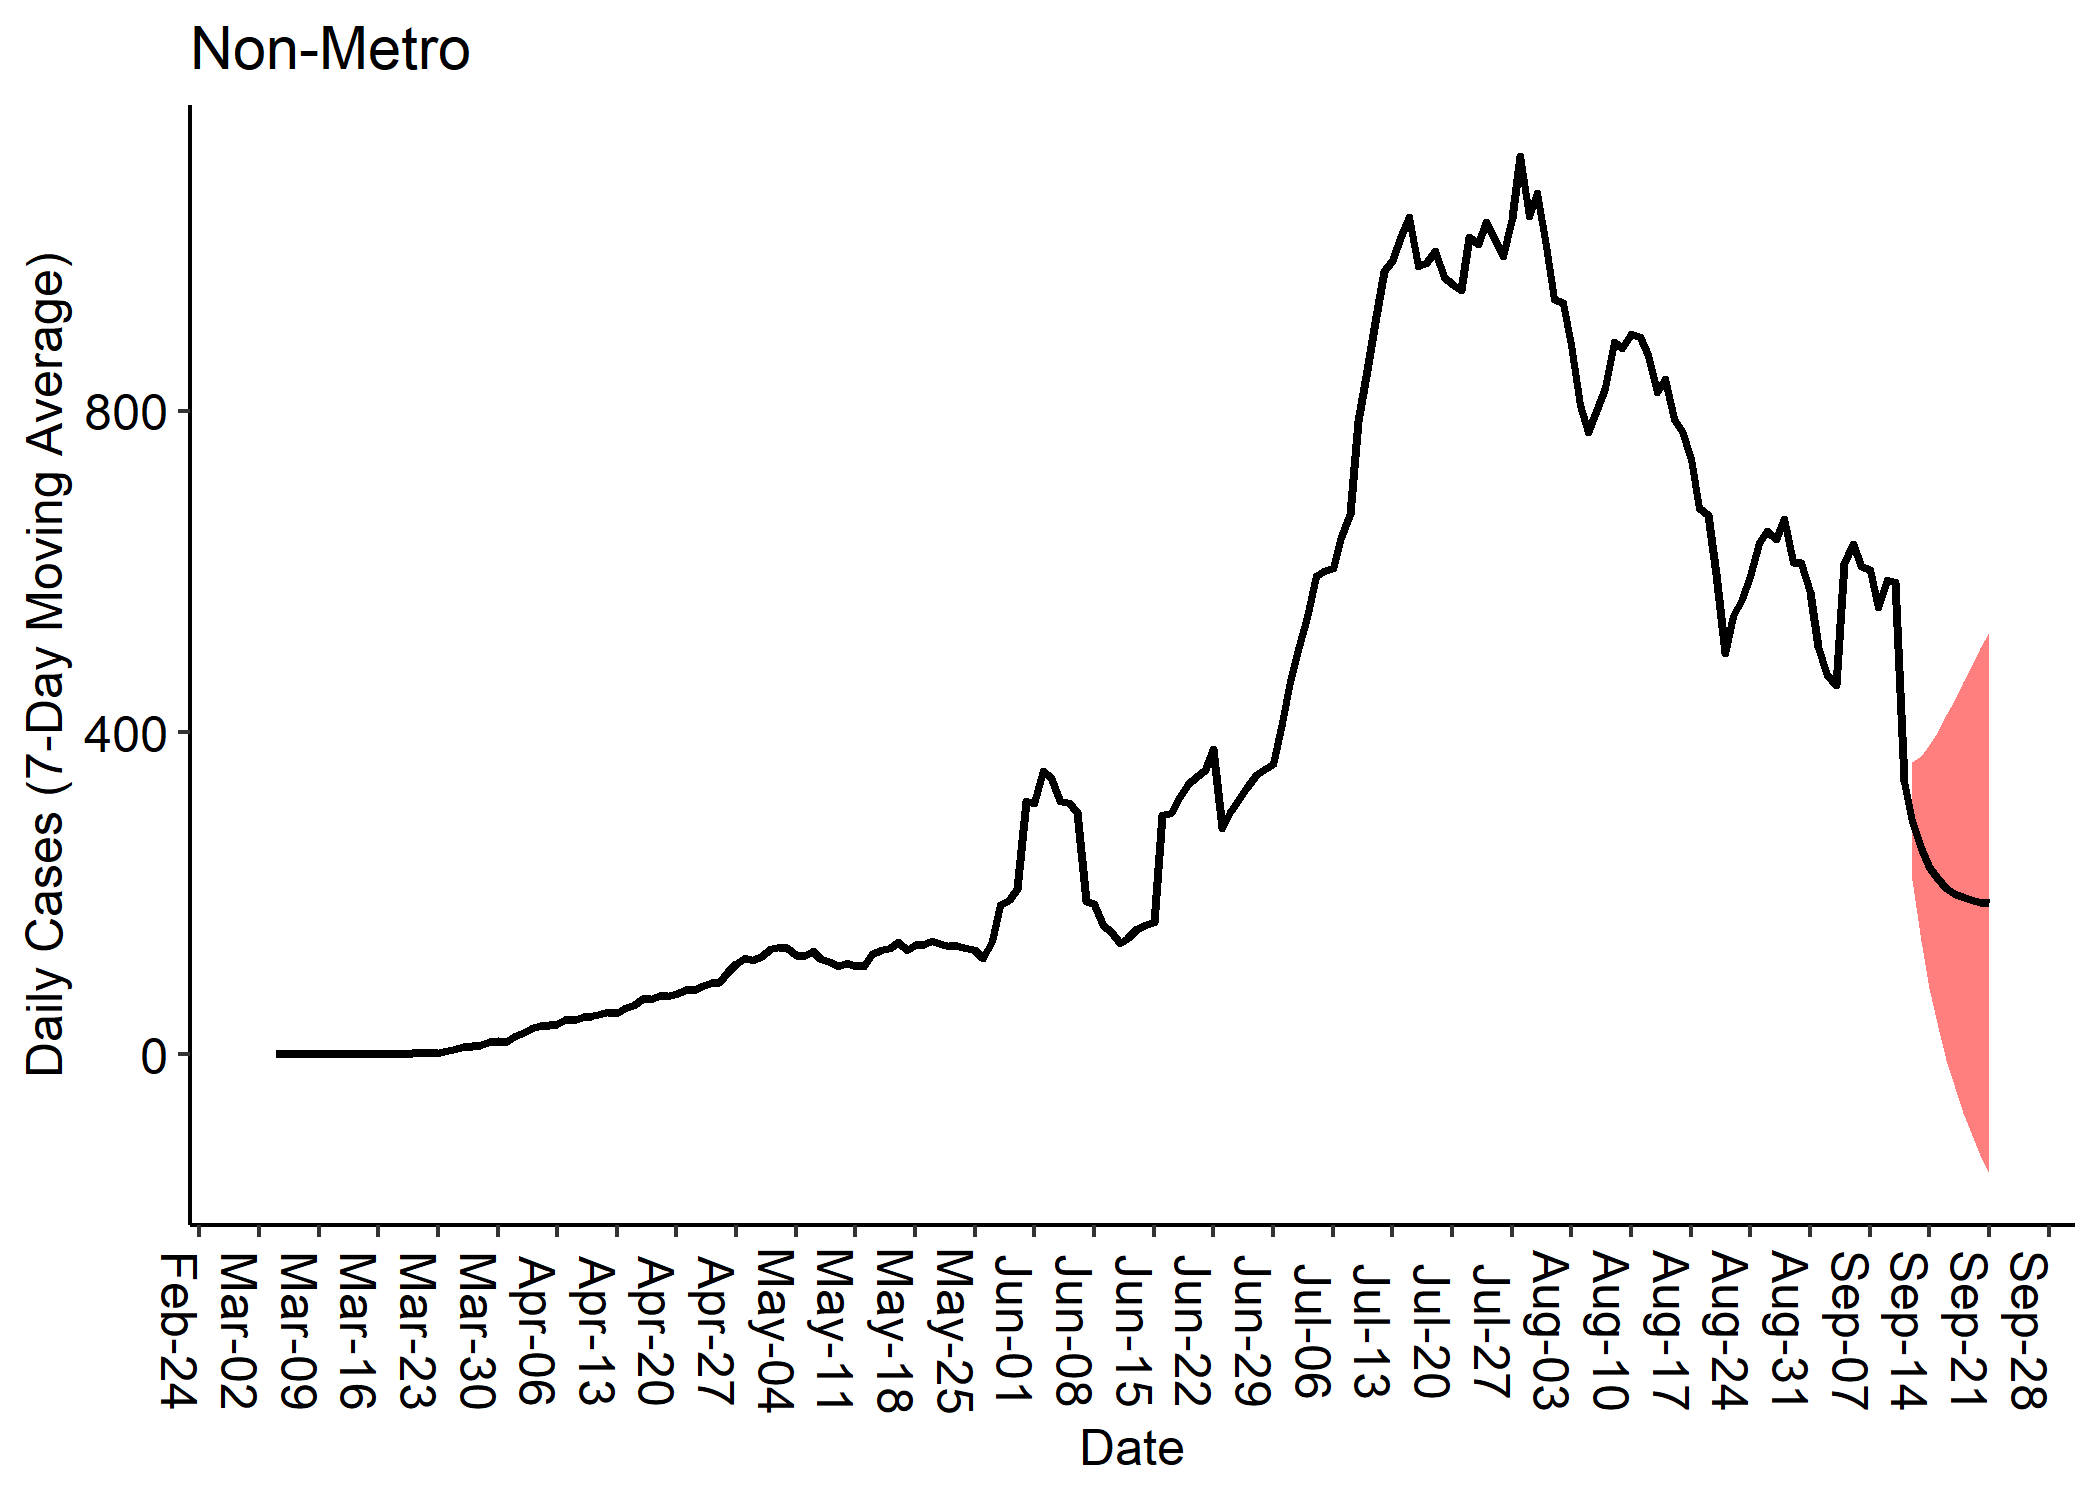 Non-Metro
Daily Cases (7-Day Moving Average)
800
400
0
Feb-24
Mar-02
Mar-09
Mar-16
Mar-23
Mar-30
Apr-06
Apr-13
Apr-20
Apr-27
May-04
May-11
May-18
May-25
Jun-01
Jun-08
Jun-15
Jun-22
Jun-29
Jul-06
Jul-13
Jul-20
Jul-27
Aug-03
Aug-10
Aug-17
Aug-24
Aug-31
Sep-07
Sep-14
Sep-21
Sep-28
Date